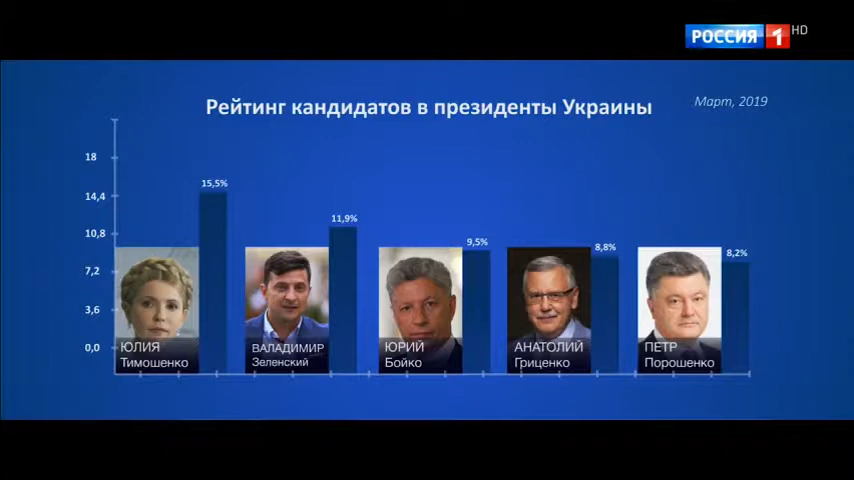 РОССИЯ 1 HD
Рейтинг кандидатов в президенты Украины
Март, 2019
18
14,4
10,8
7,2
3,6
0,0
15,5%
11,9%
9,5%
8,8%
8,2%
ЮЛИЯ
Тимошенко
ВАЛАДИМИР
Зеленский
ЮРИЙ
Бойко
АНАТОЛИЙ
Гриценко
ПЕТР
Порошенко